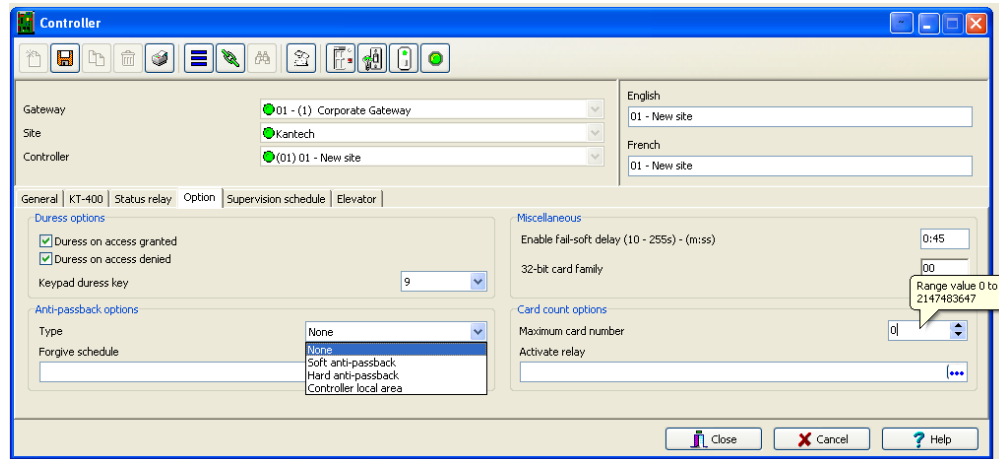 Controller
Gateway
01 - (1) Corporate Gateway
Site
Kantech
Controller
(01) 01 - New site
English
01 - New site
French
01 - New site
General KT-400 Status relay Option Supervision schedule Elevator
Duress options
Duress on access granted
Duress on access denied
Keypad duress key
9
Anti-passback options
Type
None
None
Soft anti-passback
Hard anti-passback
Controller local area
Forgive schedule
Miscellaneous
Enable fail-soft delay (10 - 255s) - (m:ss)
0:45
32-bit card family
00
Range value 0 to
2147483647
Card count options
Maximum card number
0
Activate relay
Close
Cancel
? Help